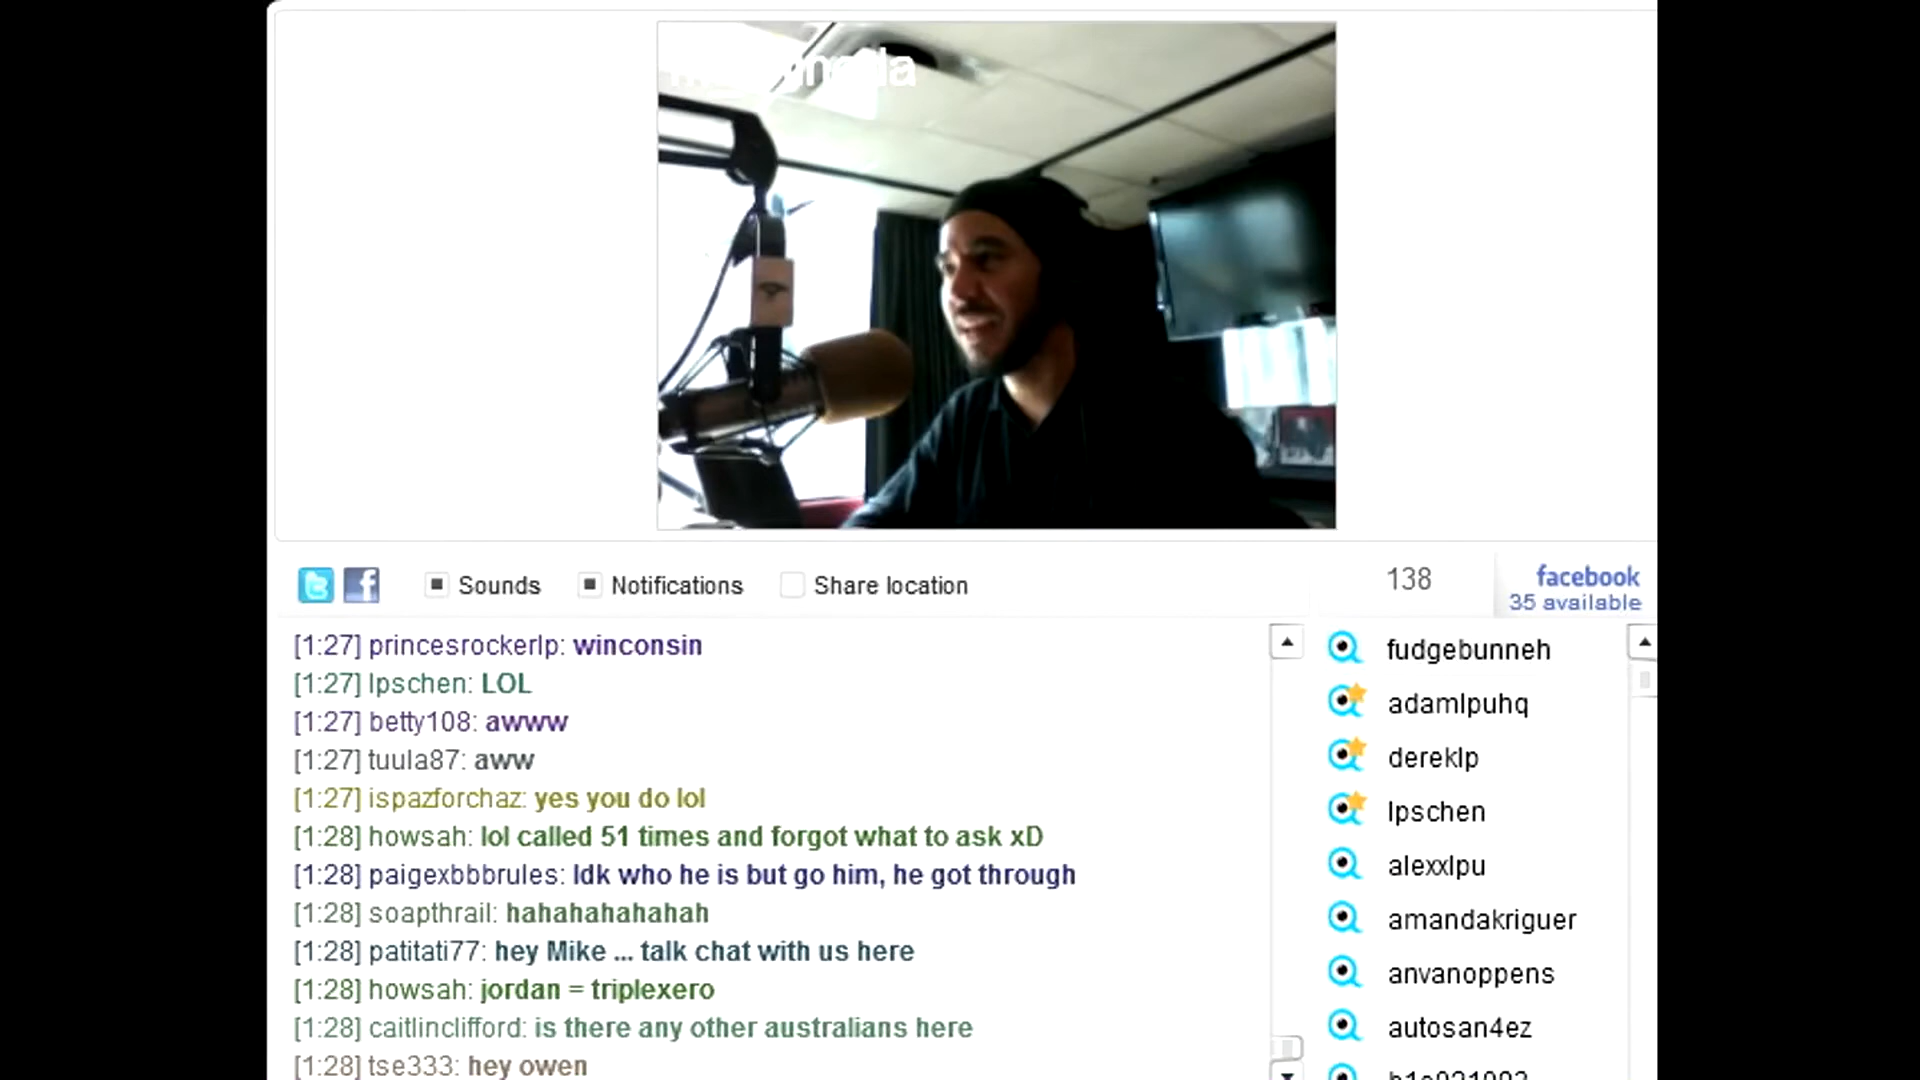 Sounds
Notifications
Share location
138
facebook
35 available
[1:27] princesrockerlp: winconsin
[1:27] lpschen: LOL
[1:27] betty108: awww
[1:27] tuula87: aww
[1:27] ispazforchaz: yes you do lol
[1:28] howsah: lol called 51 times and forgot what to ask xD
[1:28] paigexbbbrules: Idk who he is but go him, he got through
[1:28] soapthrail: hahahahahahah
[1:28] patitati77: hey Mike ... talk chat with us here
[1:28] howsah: jordan = triplexero
[1:28] caitlinclifford: is there any other australians here
[1:28] tse333: hey owen
fudgebunneh
adamlpuhq
dereklp
lpschen
alexxlpu
amandakriguer
anvanoppens
autosan4ez